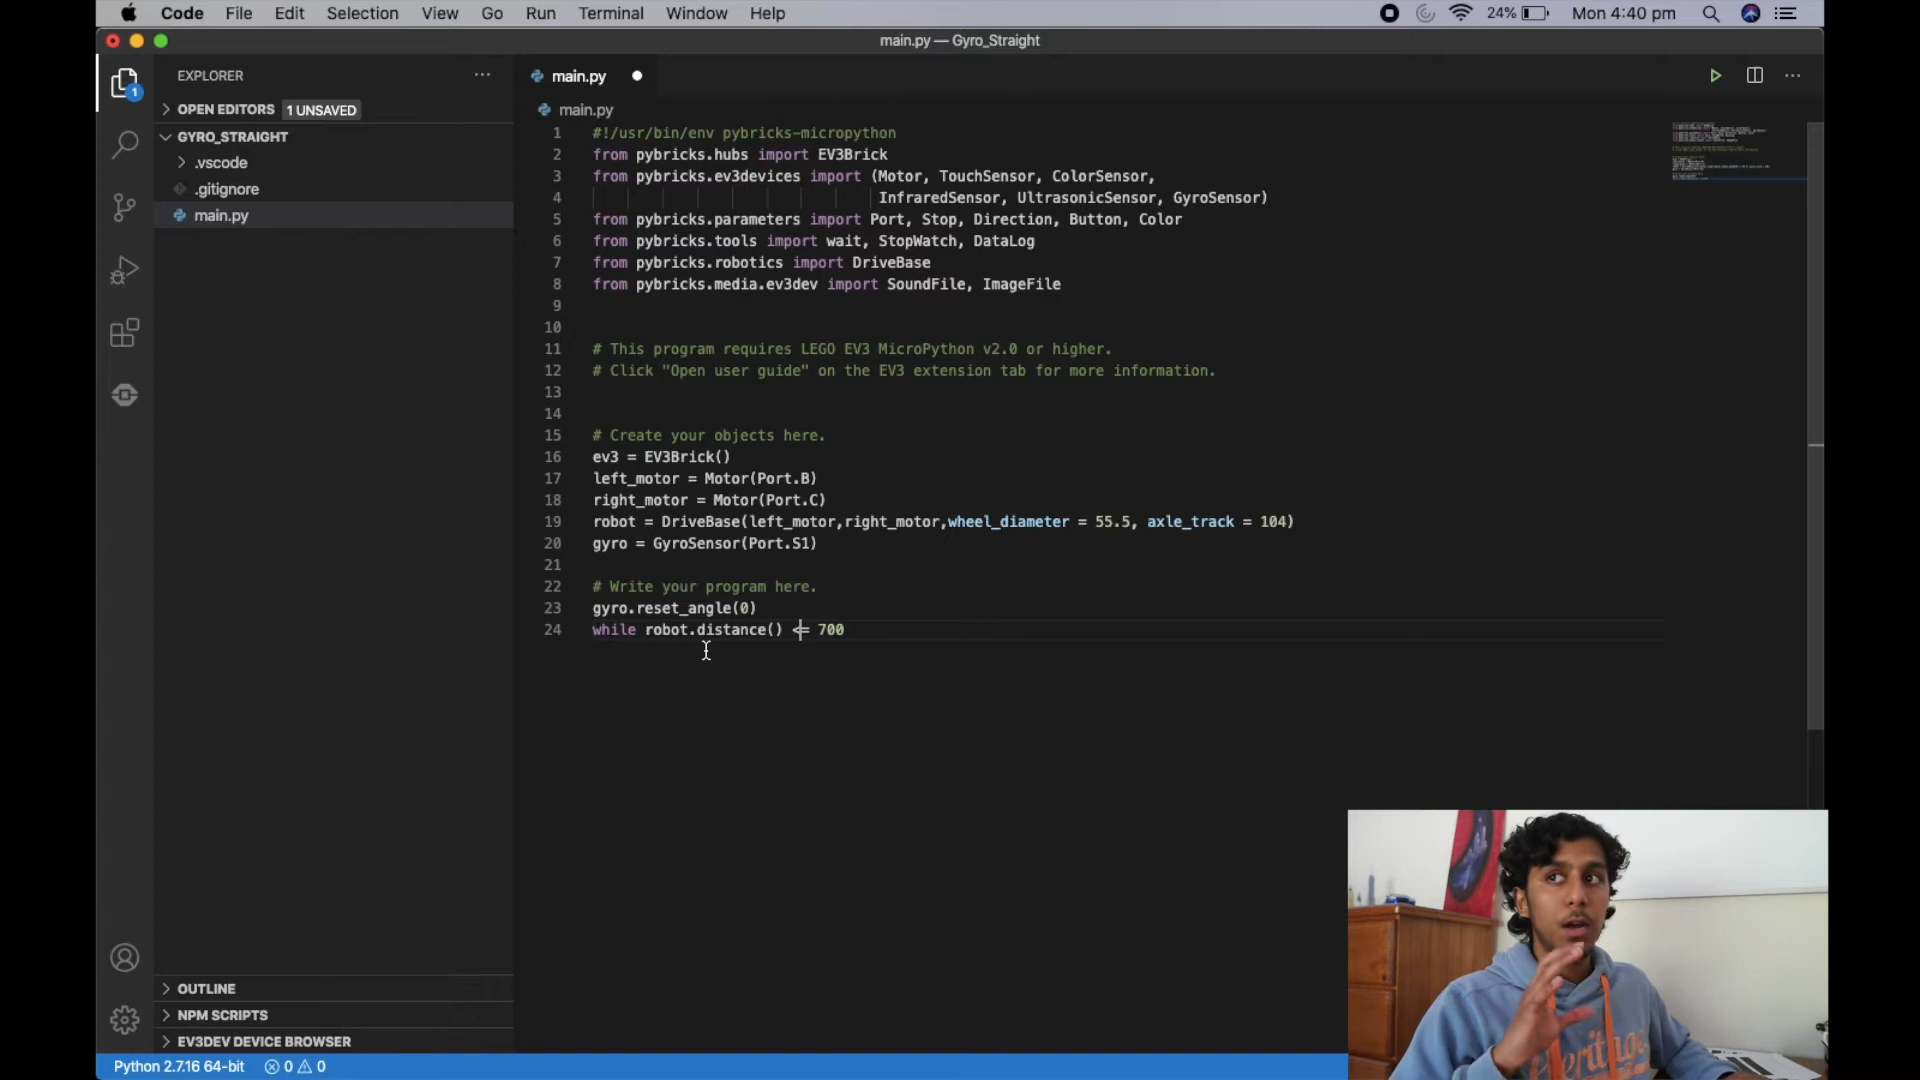 Code File Edit Selection View Go Run Terminal Window Help 24% Mon 4:40 pm
main.py — Gyro_Straight
EXPLORER
OPEN EDITORS 1 UNSAVED
GYRO_STRAIGHT
.vscode
.gitignore
main.py
OUTLINE
NPM SCRIPTS
EV3DEV DEVICE BROWSER
1
main.py
main.py
1 #!/usr/bin/env pybricks-micropython
2 from pybricks.hubs import EV3Brick
3 from pybricks.ev3devices import (Motor, TouchSensor, ColorSensor,
4 InfraredSensor, UltrasonicSensor, GyroSensor)
5 from pybricks.parameters import Port, Stop, Direction, Button, Color
6 from pybricks.tools import wait, StopWatch, DataLog
7 from pybricks.robotics import DriveBase
8 from pybricks.media.ev3dev import SoundFile, ImageFile
9
10
11 # This program requires LEGO EV3 MicroPython v2.0 or higher.
12 # Click "Open user guide" on the EV3 extension tab for more information.
13
14
15 # Create your objects here.
16 ev3 = EV3Brick()
17 left_motor = Motor(Port.B)
18 right_motor = Motor(Port.C)
19 robot = DriveBase(left_motor,right_motor,wheel_diameter = 55.5, axle_track = 104)
20 gyro = GyroSensor(Port.S1)
21
22 # Write your program here.
23 gyro.reset_angle(0)
24 while robot.distance() <= 700
Python 2.7.16 64-bit 0 0